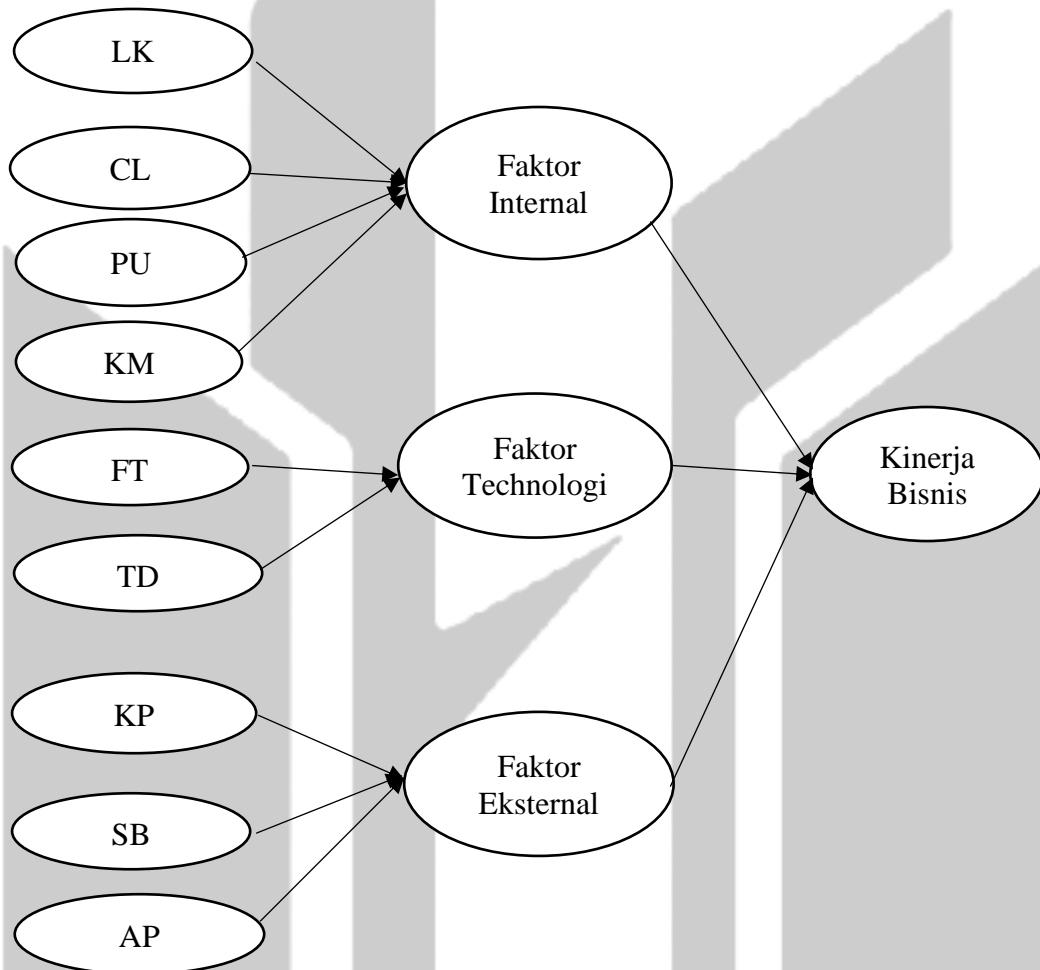 LK
CL
PU
KM
FT
TD
KP
SB
AP
Faktor
Internal
Faktor
Technologi
Faktor
Eksternal
Kinerja
Bisnis